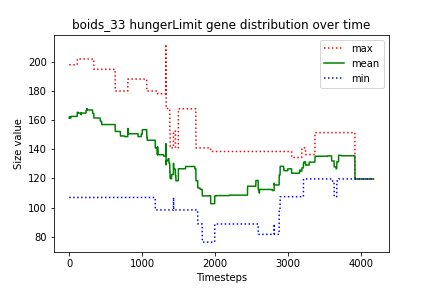 boids_33 hungerLimit gene distribution over time
max
mean
min
Size value
200
180
160
140
120
100
80
0
1000
2000
3000
4000
Timesteps